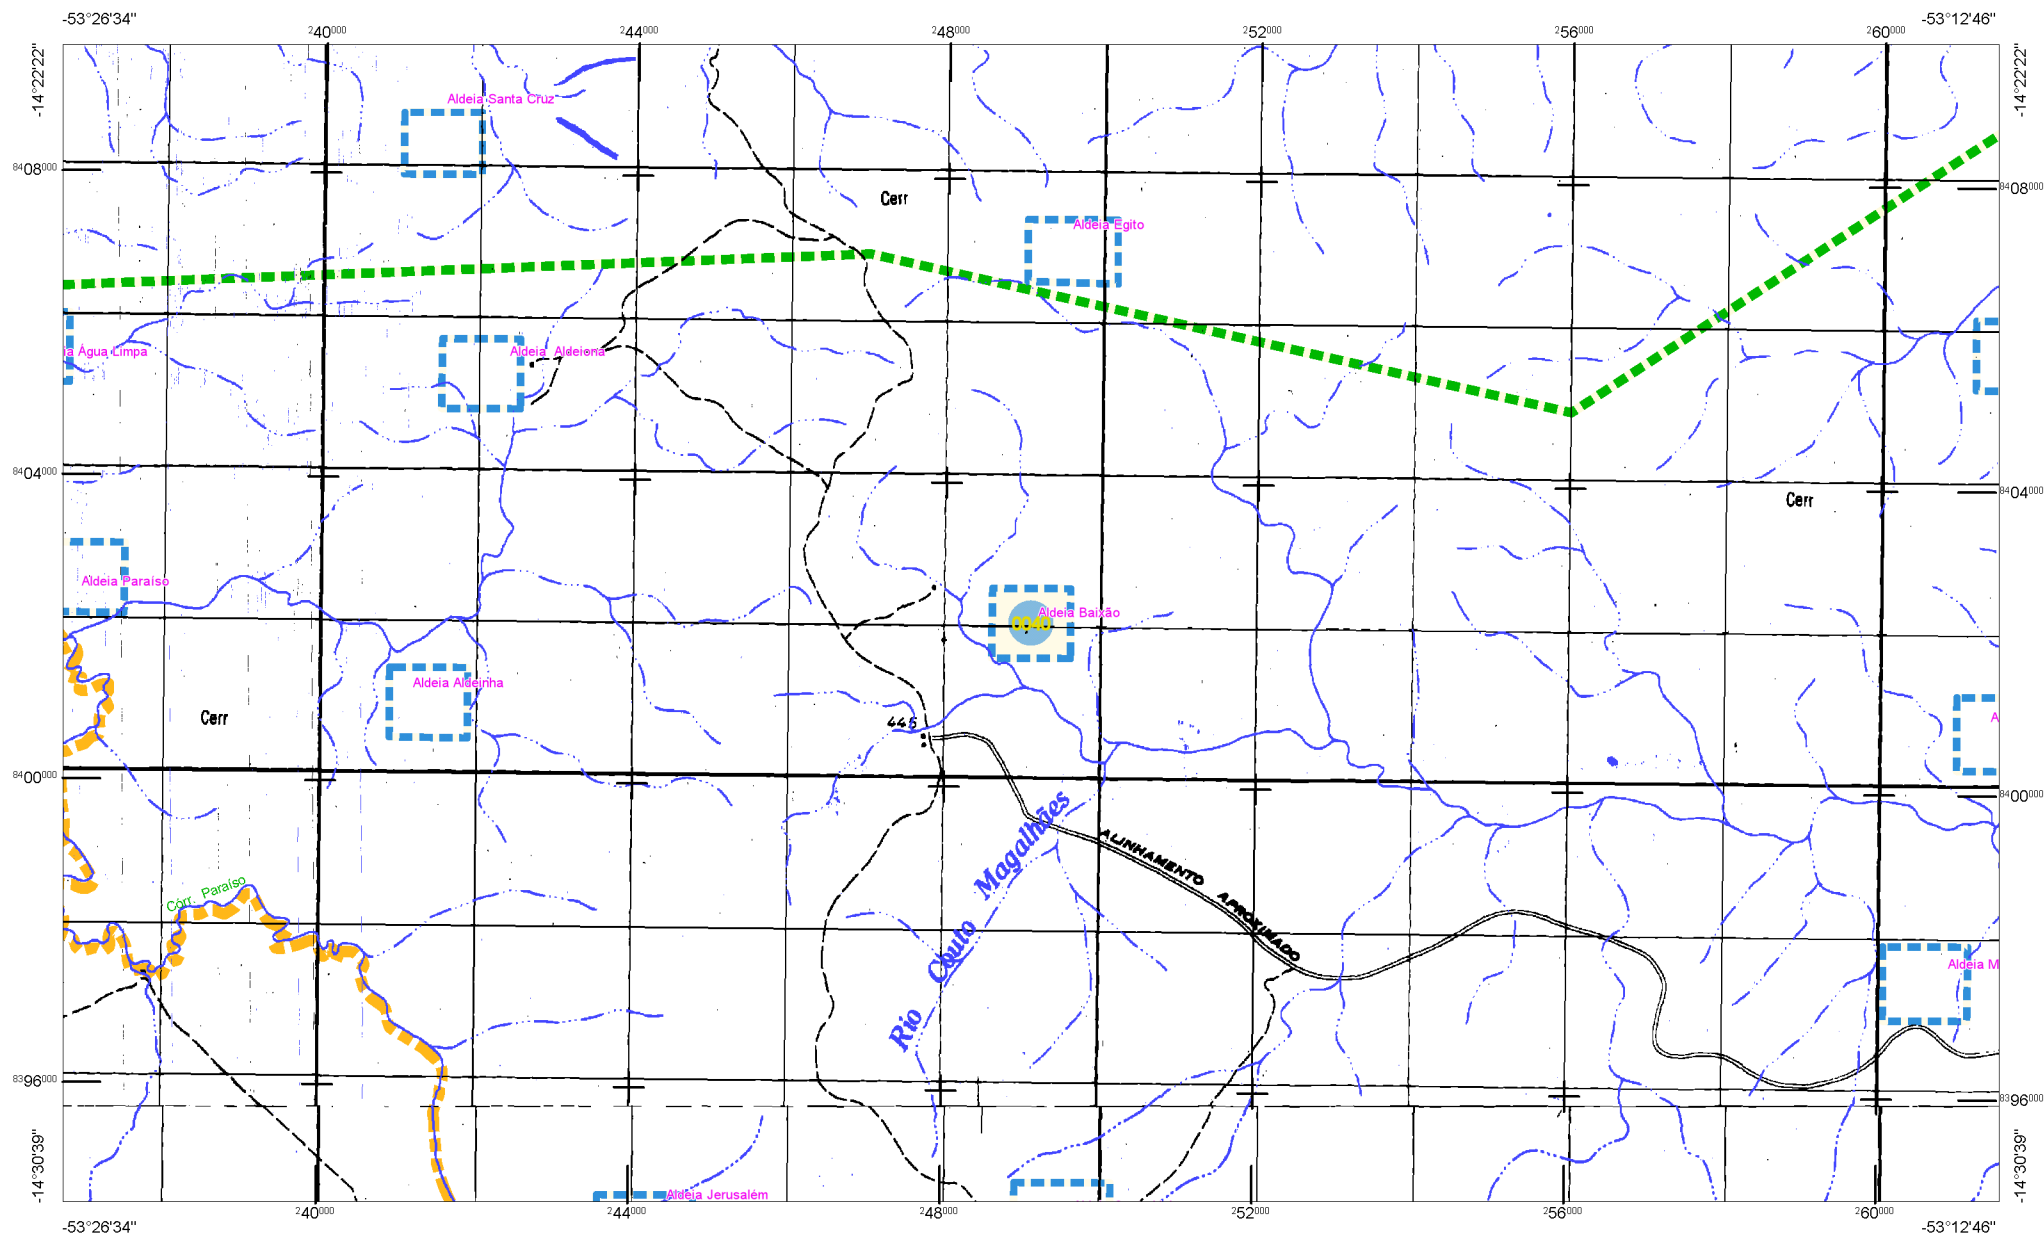 -53°26'34"
-53°12'46"
240000
244000
248000
252000
256000
260000
-14°22'22"
-14°22'22"
Aldeia Santa Cruz
8408000
8408000
Cerr
Aldeia Egito
ia Água Limpa
Aldeia Aldeiona
8404000
8404000
Cerr
Aldeia Paraíso
Aldeia Baixão
0040
Aldeia Aldeinha
Cerr
445
A
8400000
8400000
Rio Couto Magalhães
ALINHAMENTO APROXIMADO
Córr. Paraíso
Aldeia M
8396000
8396000
-14°30'39"
-14°30'39"
Aldeia Jerusalém
240000
244000
248000
252000
256000
260000
-53°26'34"
-53°12'46"